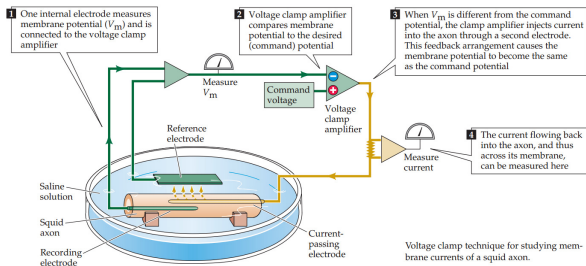 1 One internal electrode measures
membrane potential (Vm) and is
connected to the voltage clamp
amplifier
2 Voltage clamp amplifier
compares membrane
potential to the desired
(command) potential
3 When Vm is different from the command
potential, the clamp amplifier injects current
into the axon through a second electrode.
This feedback arrangement causes the
membrane potential to become the same
as the command potential
Measure
Vm
Command
voltage
−
+
Voltage
clamp
amplifier
Reference
electrode
4 The current flowing back
into the axon, and thus
across its membrane,
can be measured here
Measure
current
Saline
solution
Squid
axon
Recording
electrode
Current-
passing
electrode
Voltage clamp technique for studying mem-
brane currents of a squid axon.